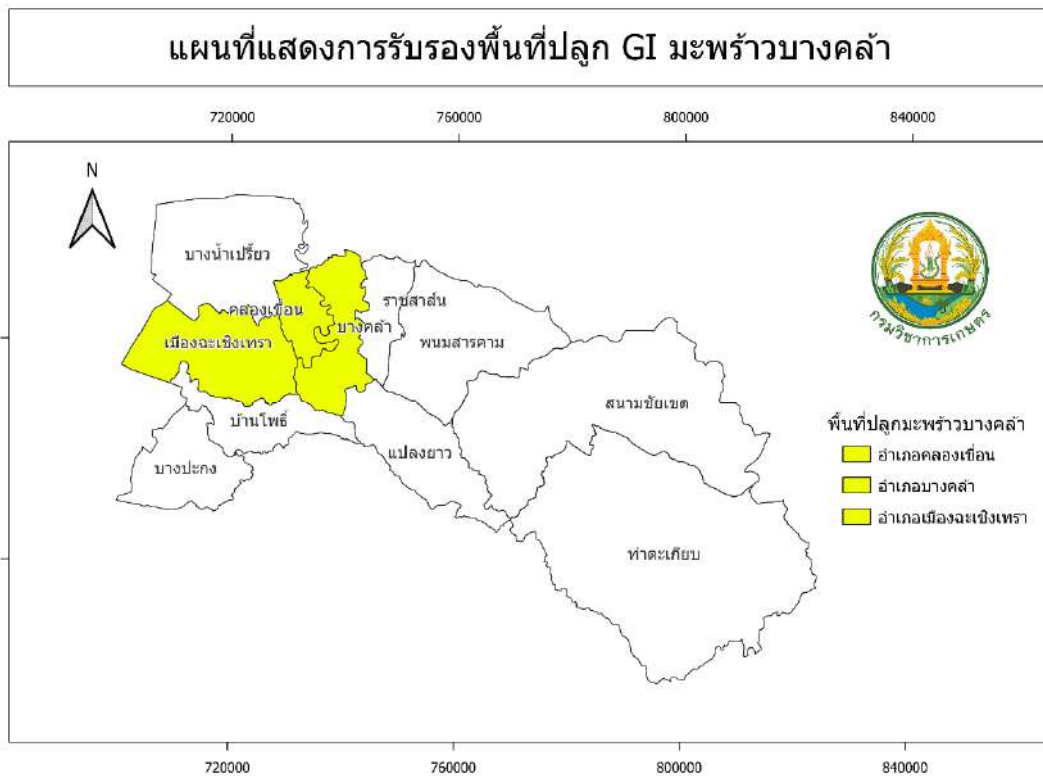 แผนที่แสดงการรับรองพื้นที่ปลูก GI มะพร้าวบางคล้า
720000 760000 800000 840000
N
บางน้ำเปรี้ยว
คลองเขื่อน
ราชสาส์น
บางคล้า
เมืองฉะเชิงเทรา
พนมสารคาม
กรมวิชาการเกษตร
สนามชัยเขต
บ้านโพธิ์
แปลงยาว
บางปะกง
ท่าตะเกียบ
พื้นที่ปลูกมะพร้าวบางคล้า
อำเภอคลองเขื่อน
อำเภอบางคล้า
อำเภอเมืองฉะเชิงเทรา
720000 760000 800000 840000